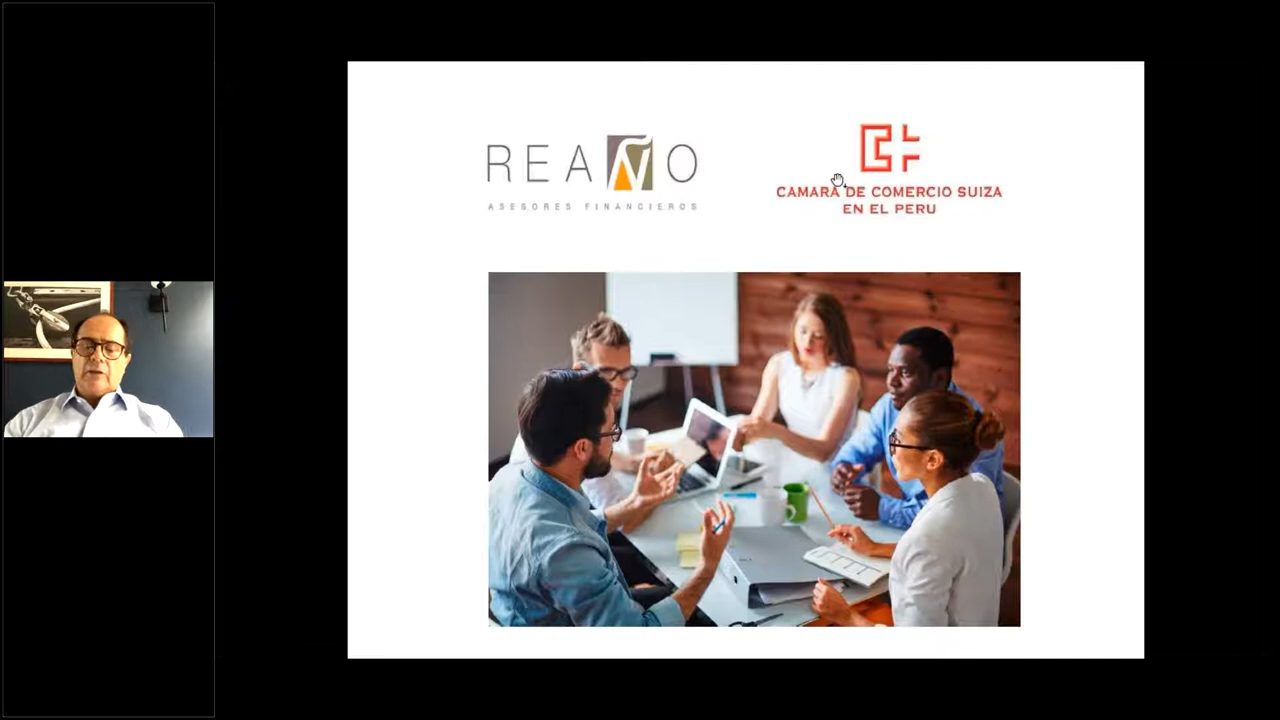 REAÑO
ASESORES FINANCIEROS
CAMARA DE COMERCIO SUIZA
EN EL PERU